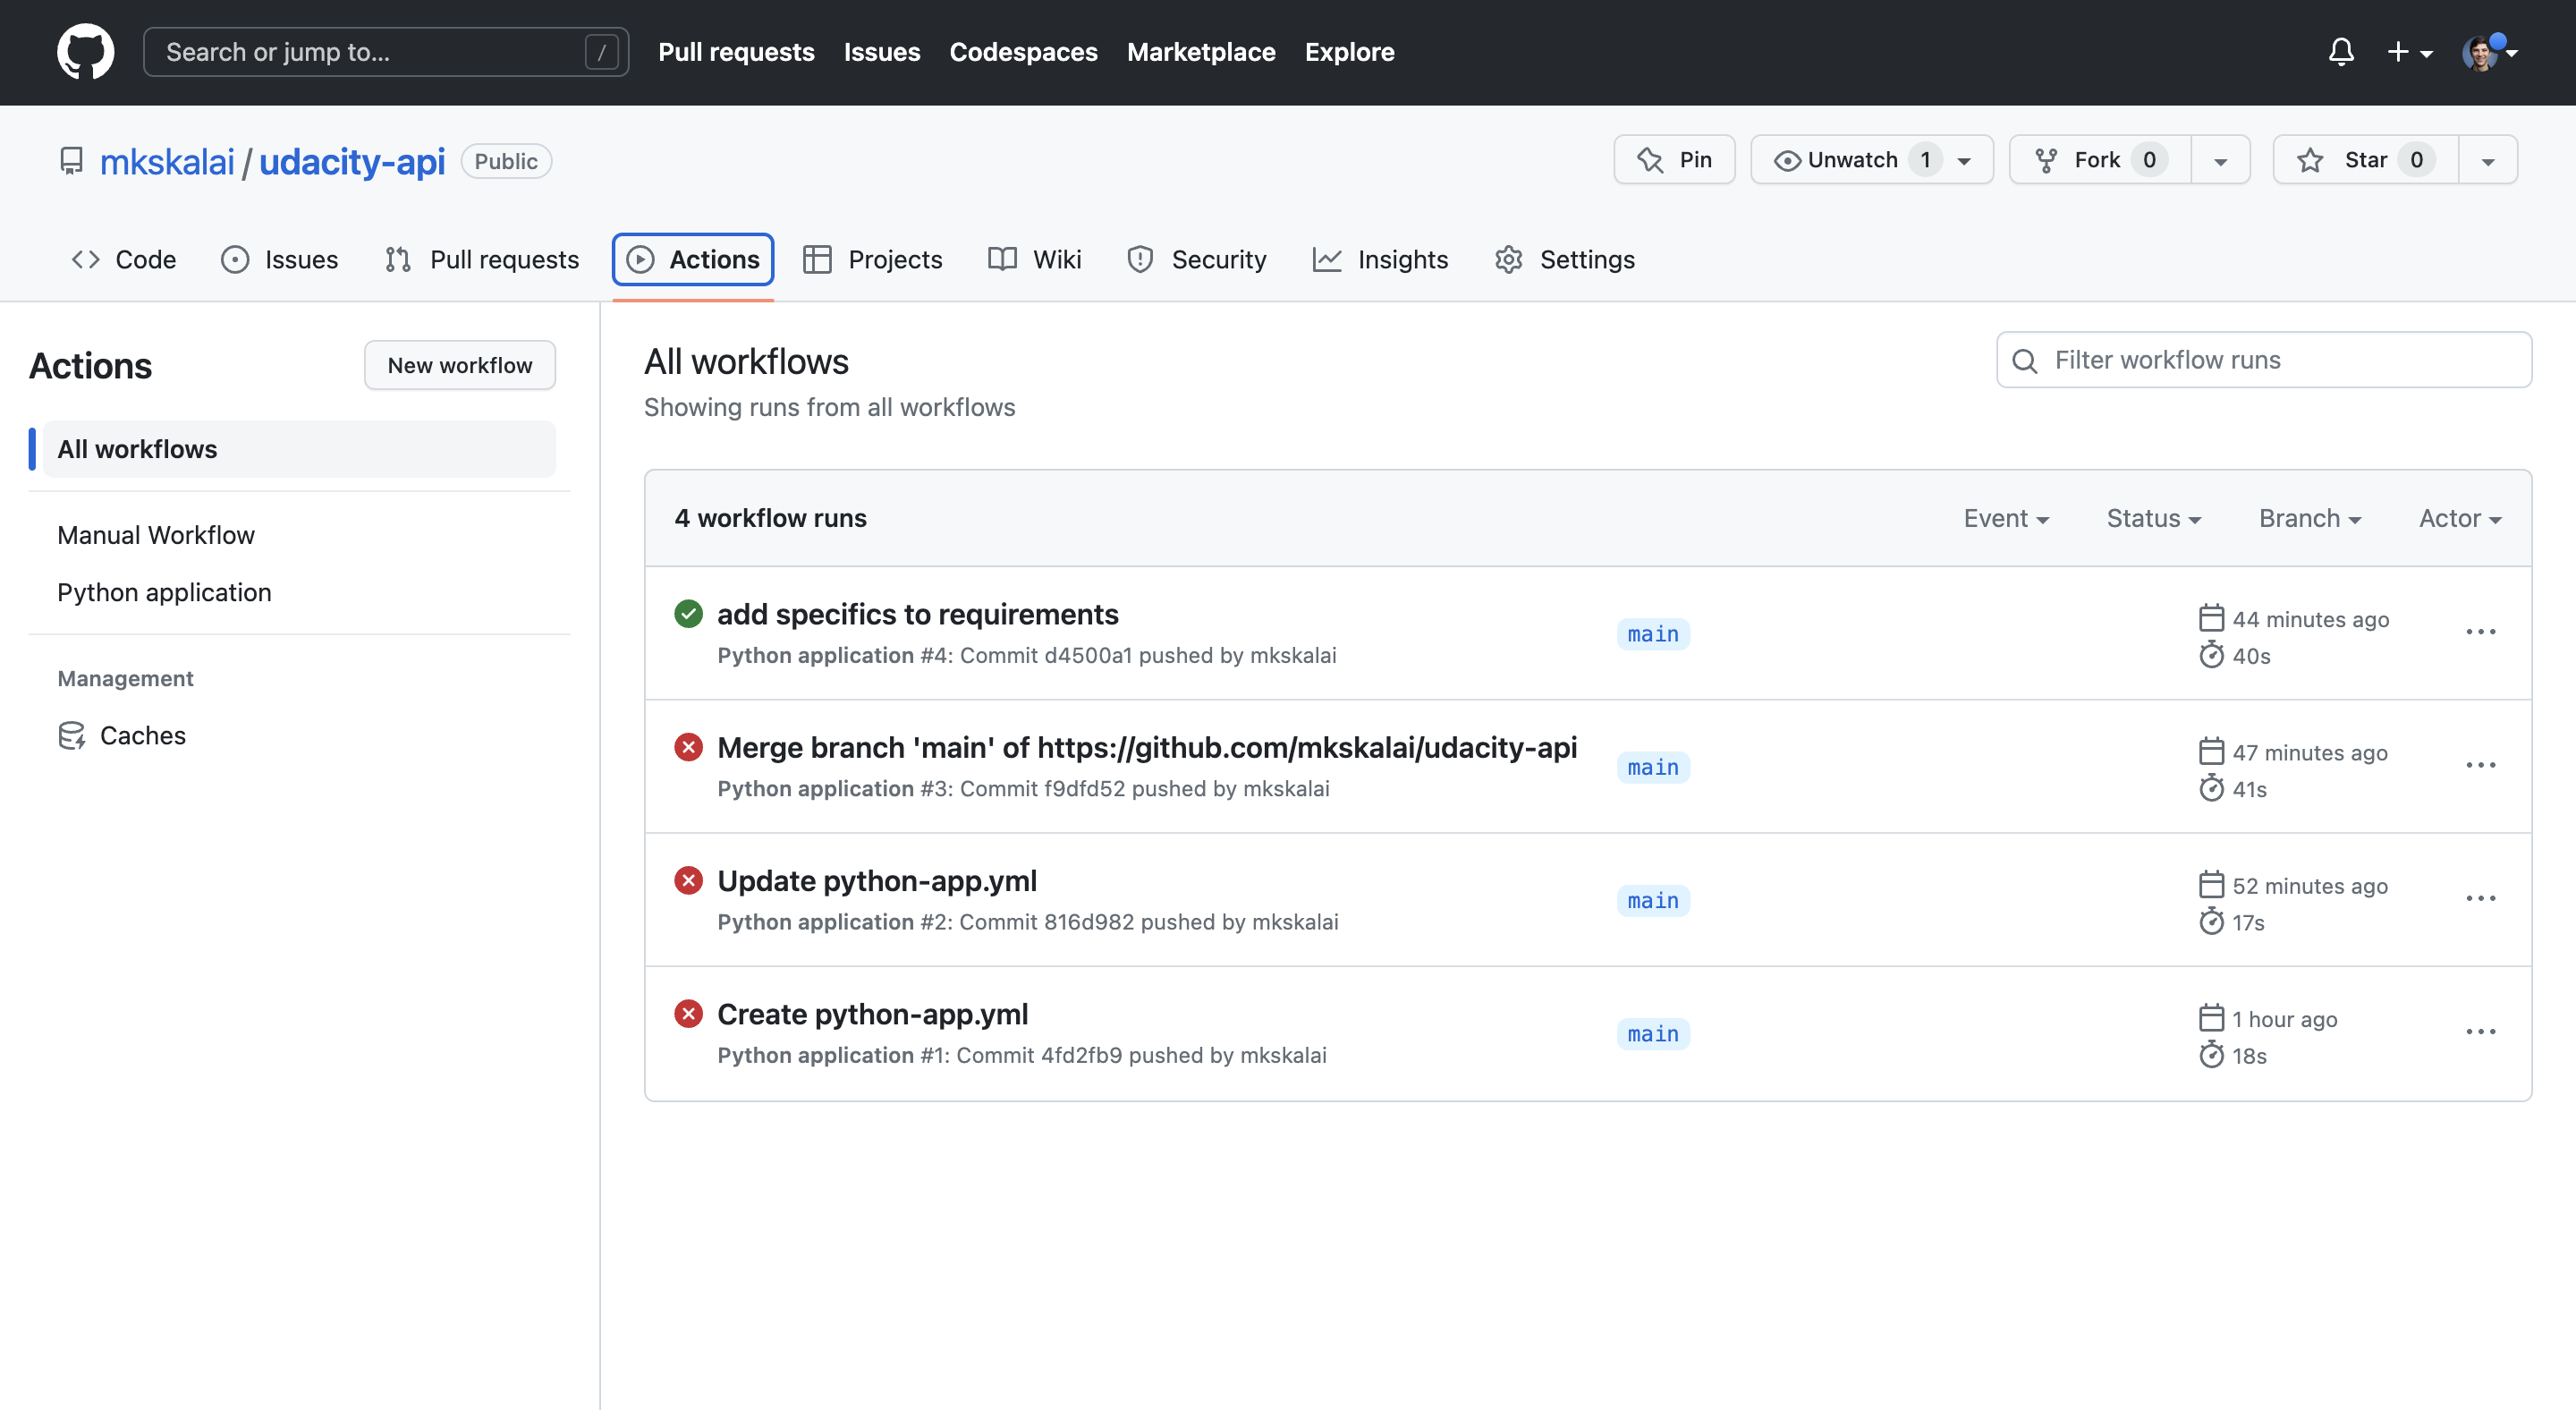 Search or jump to... /
Pull requests Issues Codespaces Marketplace Explore
mkskalai / udacity-api Public
Pin Unwatch 1 Fork 0 Star 0
Code Issues Pull requests Actions Projects Wiki Security Insights Settings
Actions New workflow
All workflows
Manual Workflow
Python application
Management
Caches
All workflows
Showing runs from all workflows
Filter workflow runs
4 workflow runs Event Status Branch Actor
add specifics to requirements
Python application #4: Commit d4500a1 pushed by mkskalai
main
44 minutes ago
40s
Merge branch 'main' of https://github.com/mkskalai/udacity-api
Python application #3: Commit f9dfd52 pushed by mkskalai
main
47 minutes ago
41s
Update python-app.yml
Python application #2: Commit 816d982 pushed by mkskalai
main
52 minutes ago
17s
Create python-app.yml
Python application #1: Commit 4fd2fb9 pushed by mkskalai
main
1 hour ago
18s